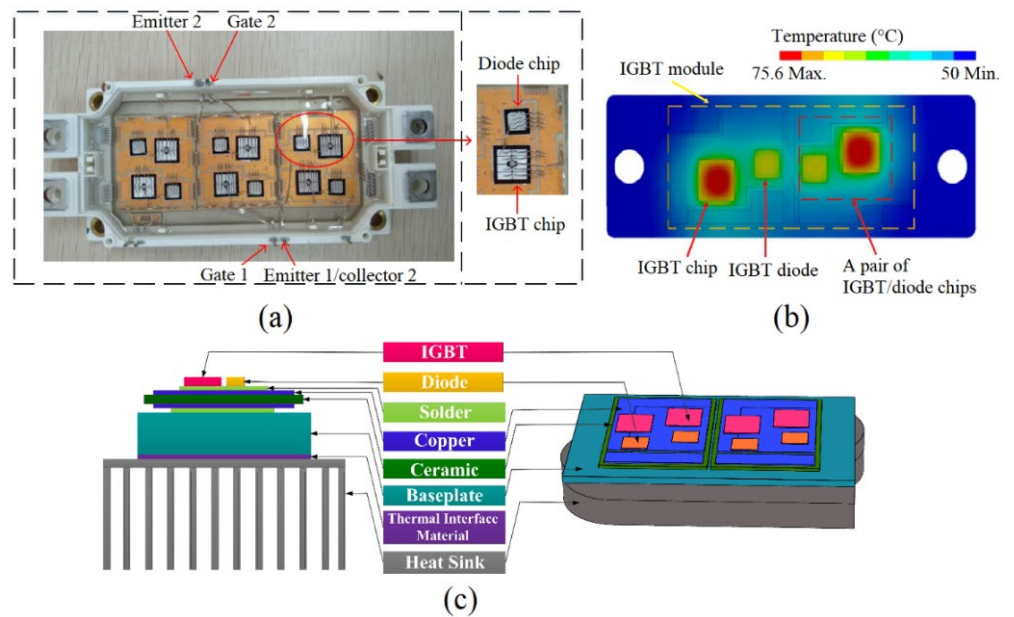 (a)
Emitter 2
Gate 2
Diode chip
IGBT chip
Gate 1
Emitter 1/collector 2
Temperature (°C)
75.6 Max.
50 Min.
IGBT module
IGBT chip
IGBT diode
A pair of
IGBT/diode chips
(b)
IGBT
Diode
Solder
Copper
Ceramic
Baseplate
Thermal Interface
Material
Heat Sink
(c)